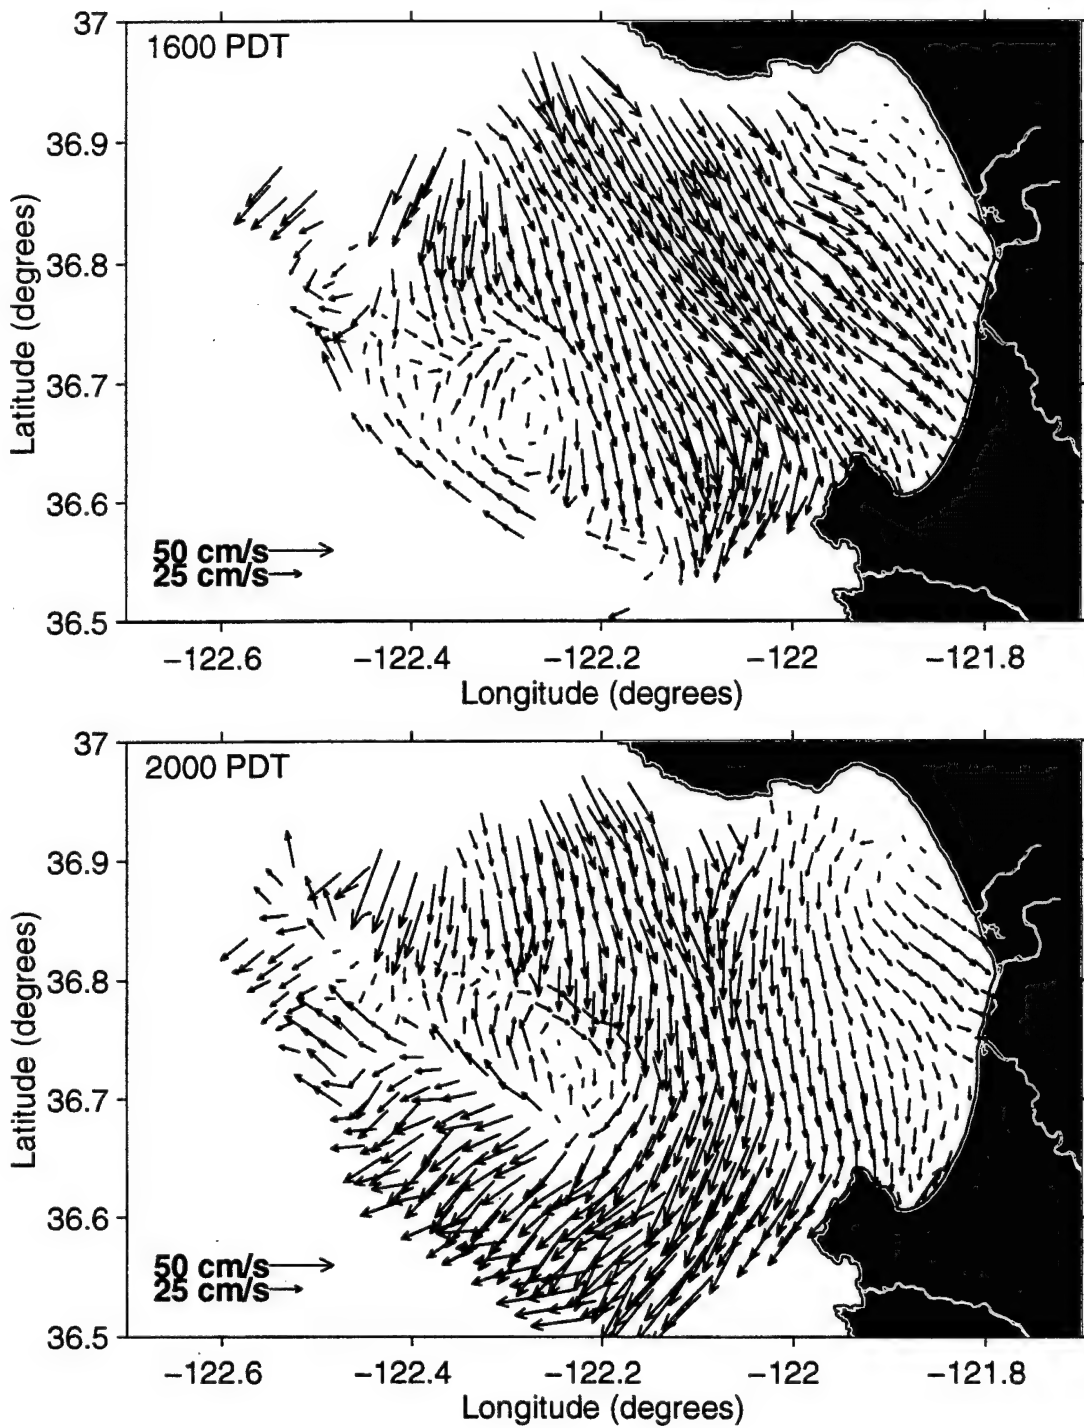 37
1600 PDT
36.9
36.8
36.7
36.6
36.5
Latitude (degrees)
50 cm/s
25 cm/s
−122.6 −122.4 −122.2 −122 −121.8
Longitude (degrees)
37
2000 PDT
36.9
36.8
36.7
36.6
36.5
Latitude (degrees)
50 cm/s
25 cm/s
−122.6 −122.4 −122.2 −122 −121.8
Longitude (degrees)